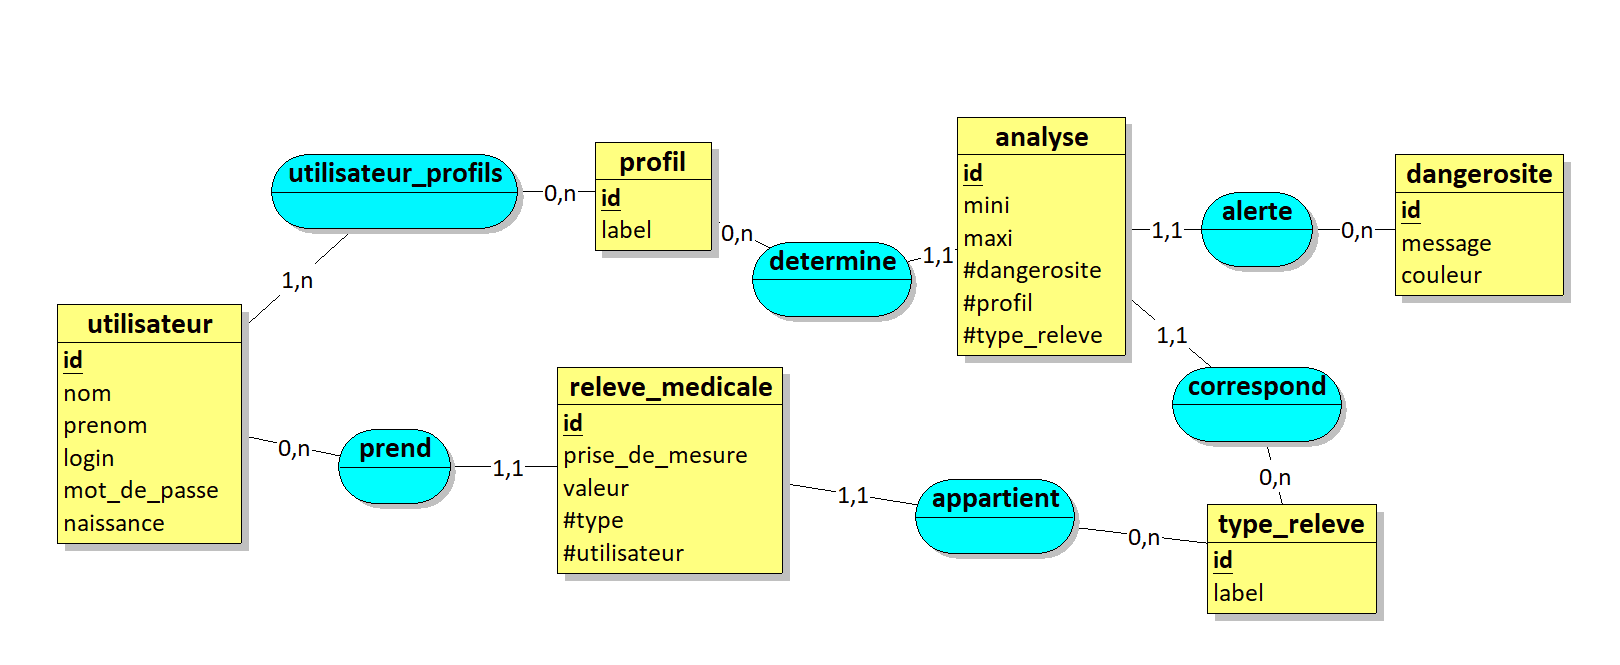 utilisateur_profils
0,n
profil
id
label
0,n
determine
1,1
analyse
id
mini
maxi
#dangerosite
#profil
#type_releve
1,1
alerte
0,n
dangerosite
id
message
couleur
1,n
utilisateur
id
nom
prenom
login
mot_de_passe
naissance
0,n
prend
1,1
releve_medicale
id
prise_de_mesure
valeur
#type
#utilisateur
1,1
appartient
0,n
1,1
correspond
0,n
type_releve
id
label